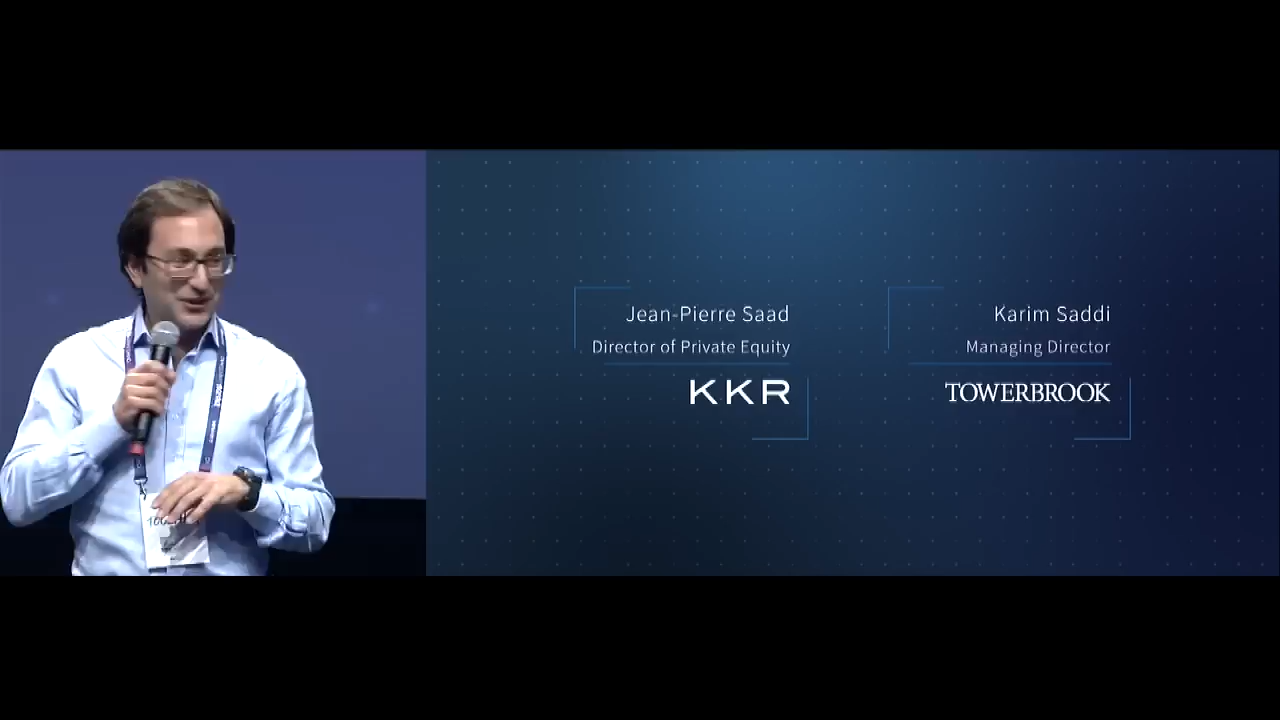 Jean-Pierre Saad
Director of Private Equity
KKR
Karim Saddi
Managing Director
TOWERBROOK